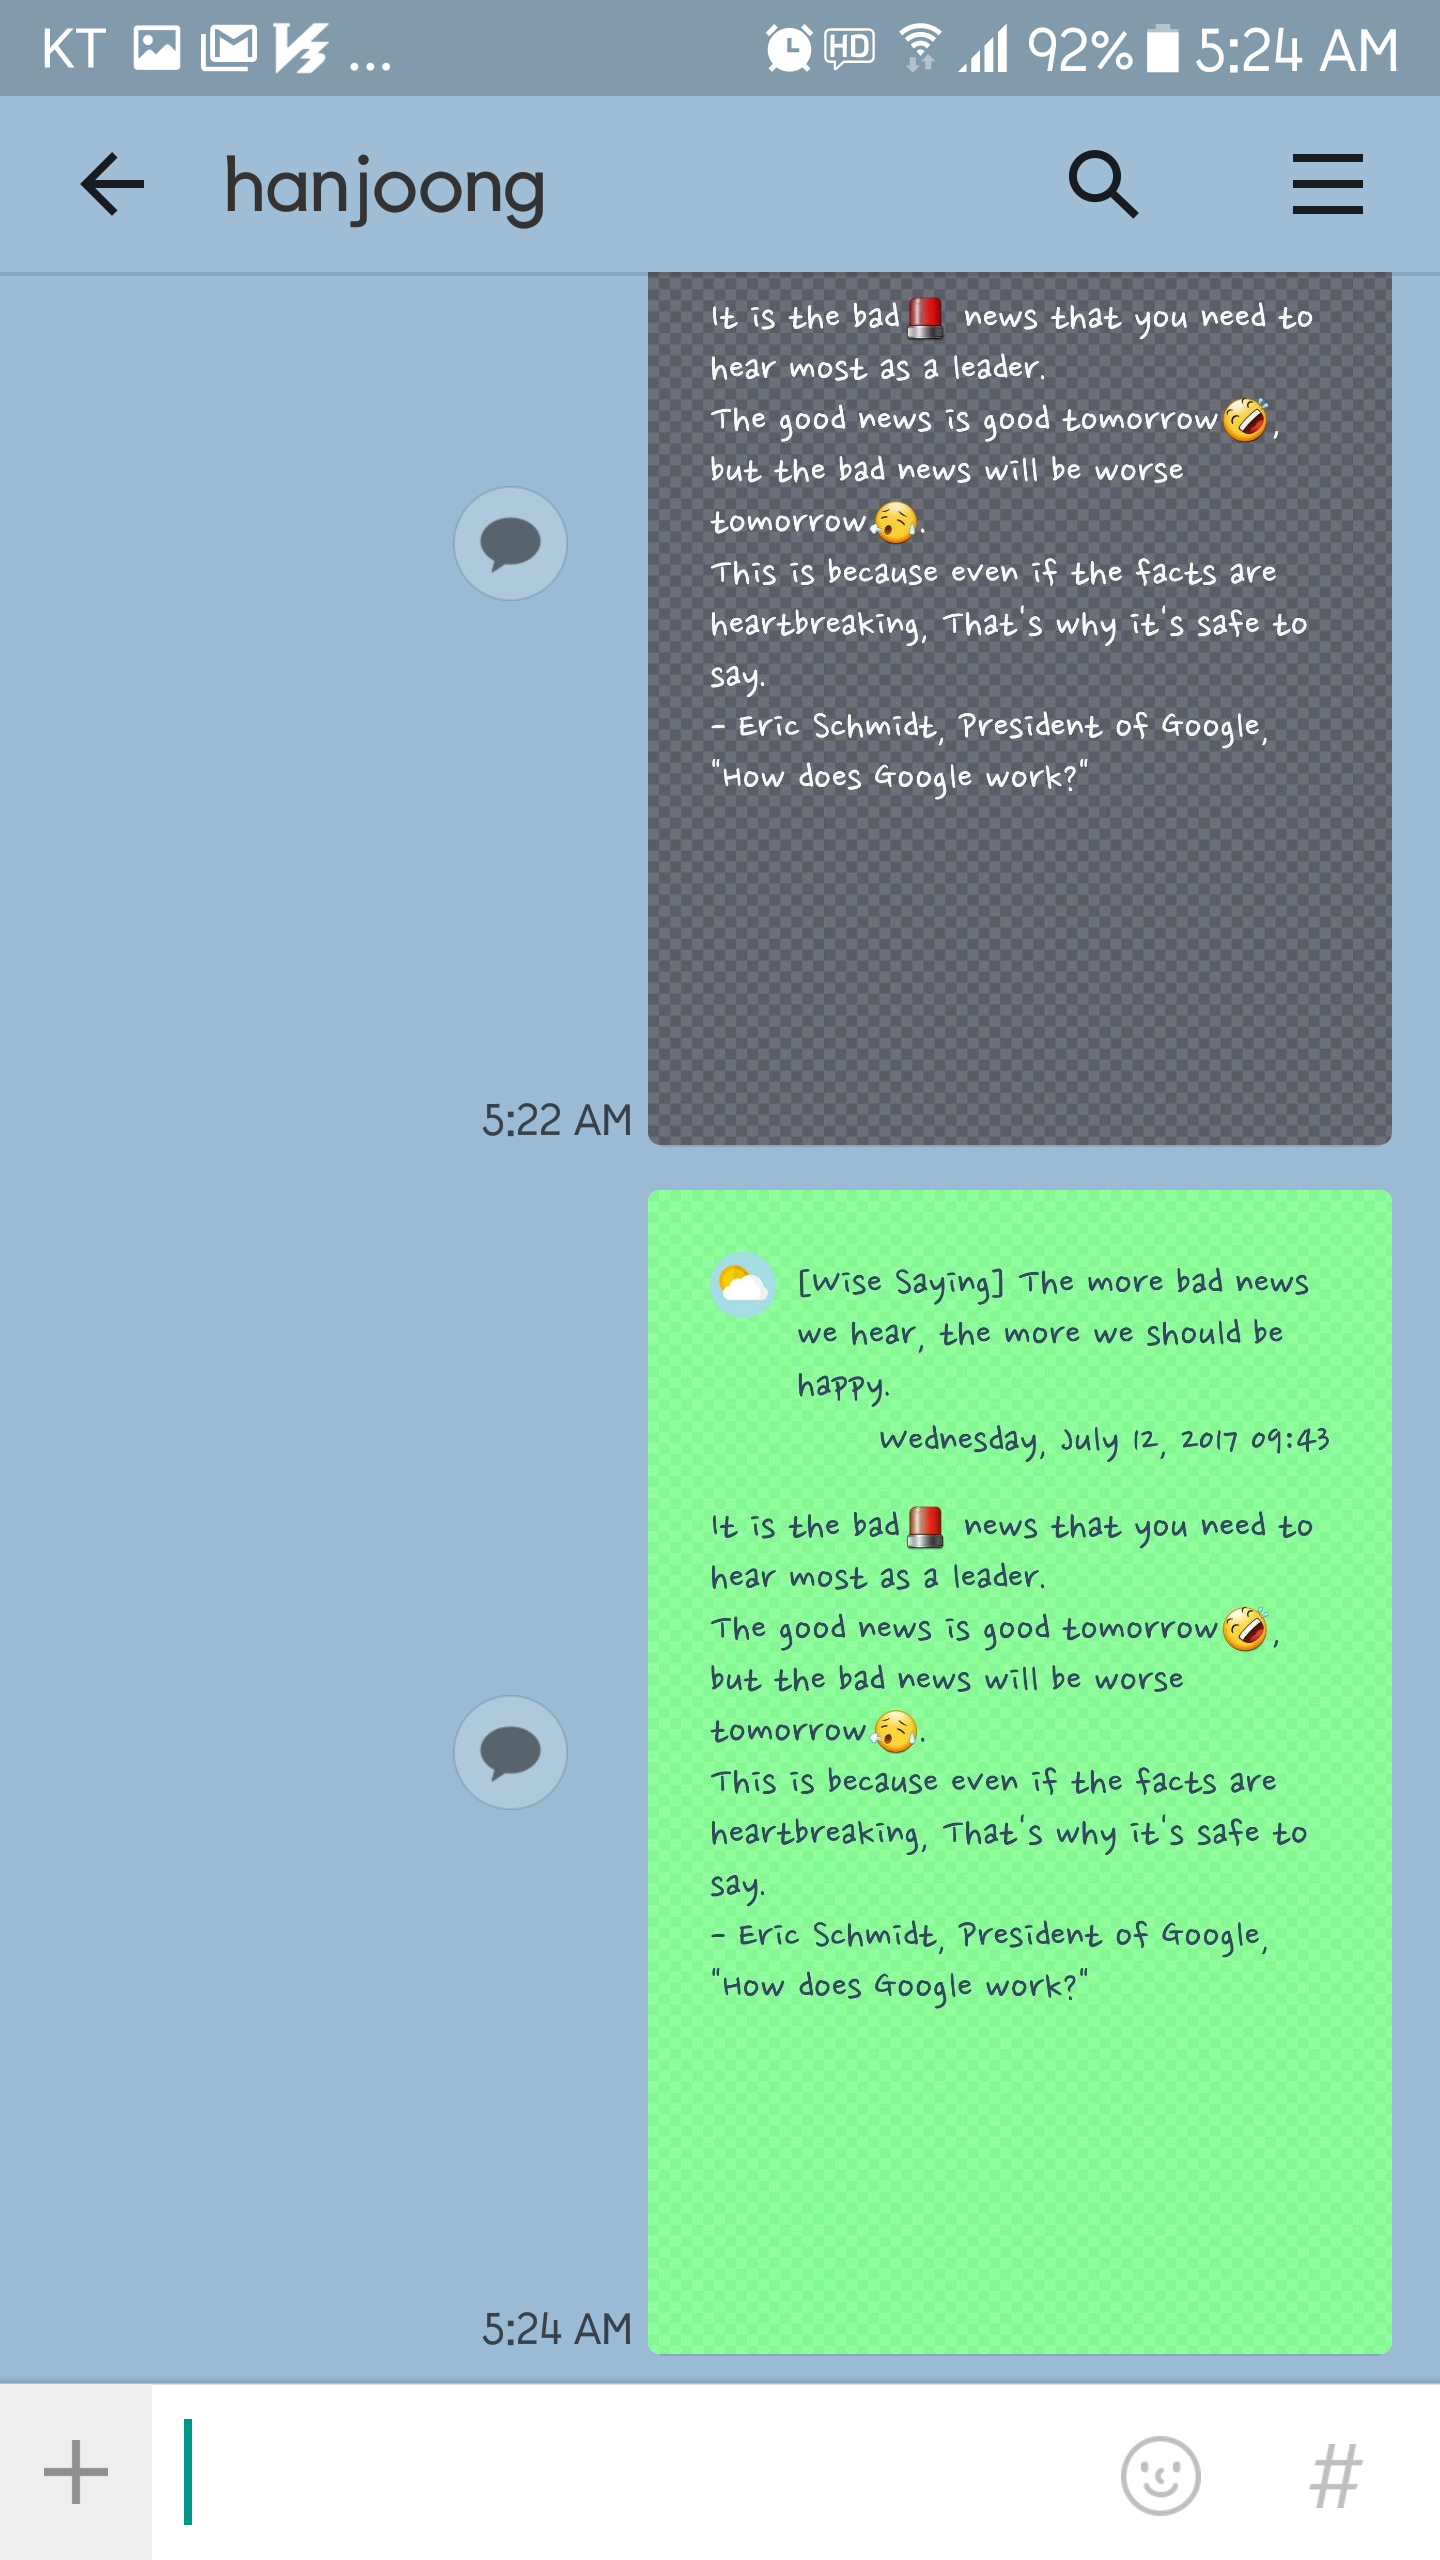 KT ... HD 92% 5:24 AM
hanjoong
It is the bad🚨 news that you need to
hear most as a leader.
The good news is good tomorrow🤣,
but the bad news will be worse
tomorrow😥.
This is because even if the facts are
heartbreaking, That's why it's safe to
say.
- Eric Schmidt, President of Google,
"How does Google work?"
5:22 AM
[Wise Saying] The more bad news
we hear, the more we should be
happy.
Wednesday, July 12, 2017 09:43
It is the bad🚨 news that you need to
hear most as a leader.
The good news is good tomorrow🤣,
but the bad news will be worse
tomorrow😥.
This is because even if the facts are
heartbreaking, That's why it's safe to
say.
- Eric Schmidt, President of Google,
"How does Google work?"
5:24 AM
#